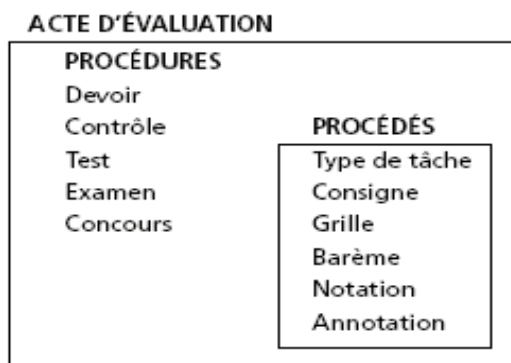 ACTE D’ÉVALUATION
PROCÉDURES
Devoir
Contrôle
Test
Examen
Concours
PROCÉDÉS
Type de tâche
Consigne
Grille
Barème
Notation
Annotation